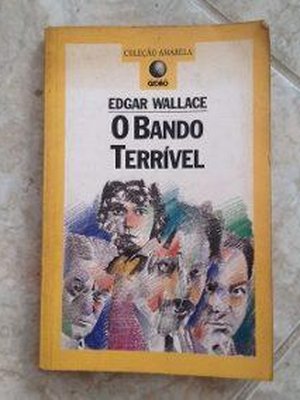 COLEÇÃO AMARELA
GLOBO
EDGAR WALLACE
O BANDO
TERRÍVEL